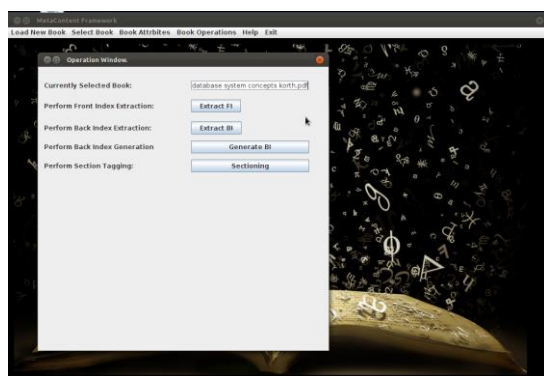 MetaContent Framework
Load New Book Select Book Book Attrbites Book Operations Help Exit
Operation Window.
Currently Selected Book: database system concepts korth.pdf
Perform Front Index Extraction: Extract FI
Perform Back Index Extraction: Extract BI
Perform Back Index Generation Generate BI
Perform Section Tagging: Sectioning